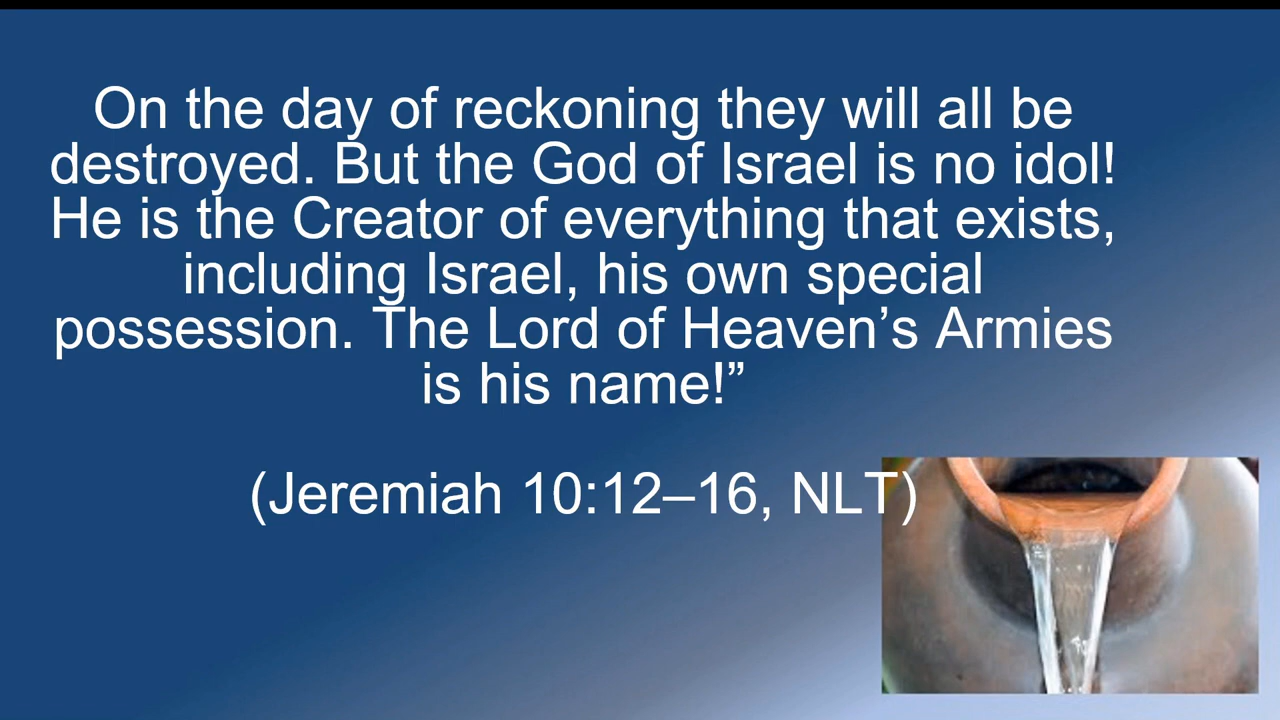 On the day of reckoning they will all be
destroyed. But the God of Israel is no idol!
He is the Creator of everything that exists,
including Israel, his own special
possession. The Lord of Heaven’s Armies
is his name!”
(Jeremiah 10:12–16, NLT)